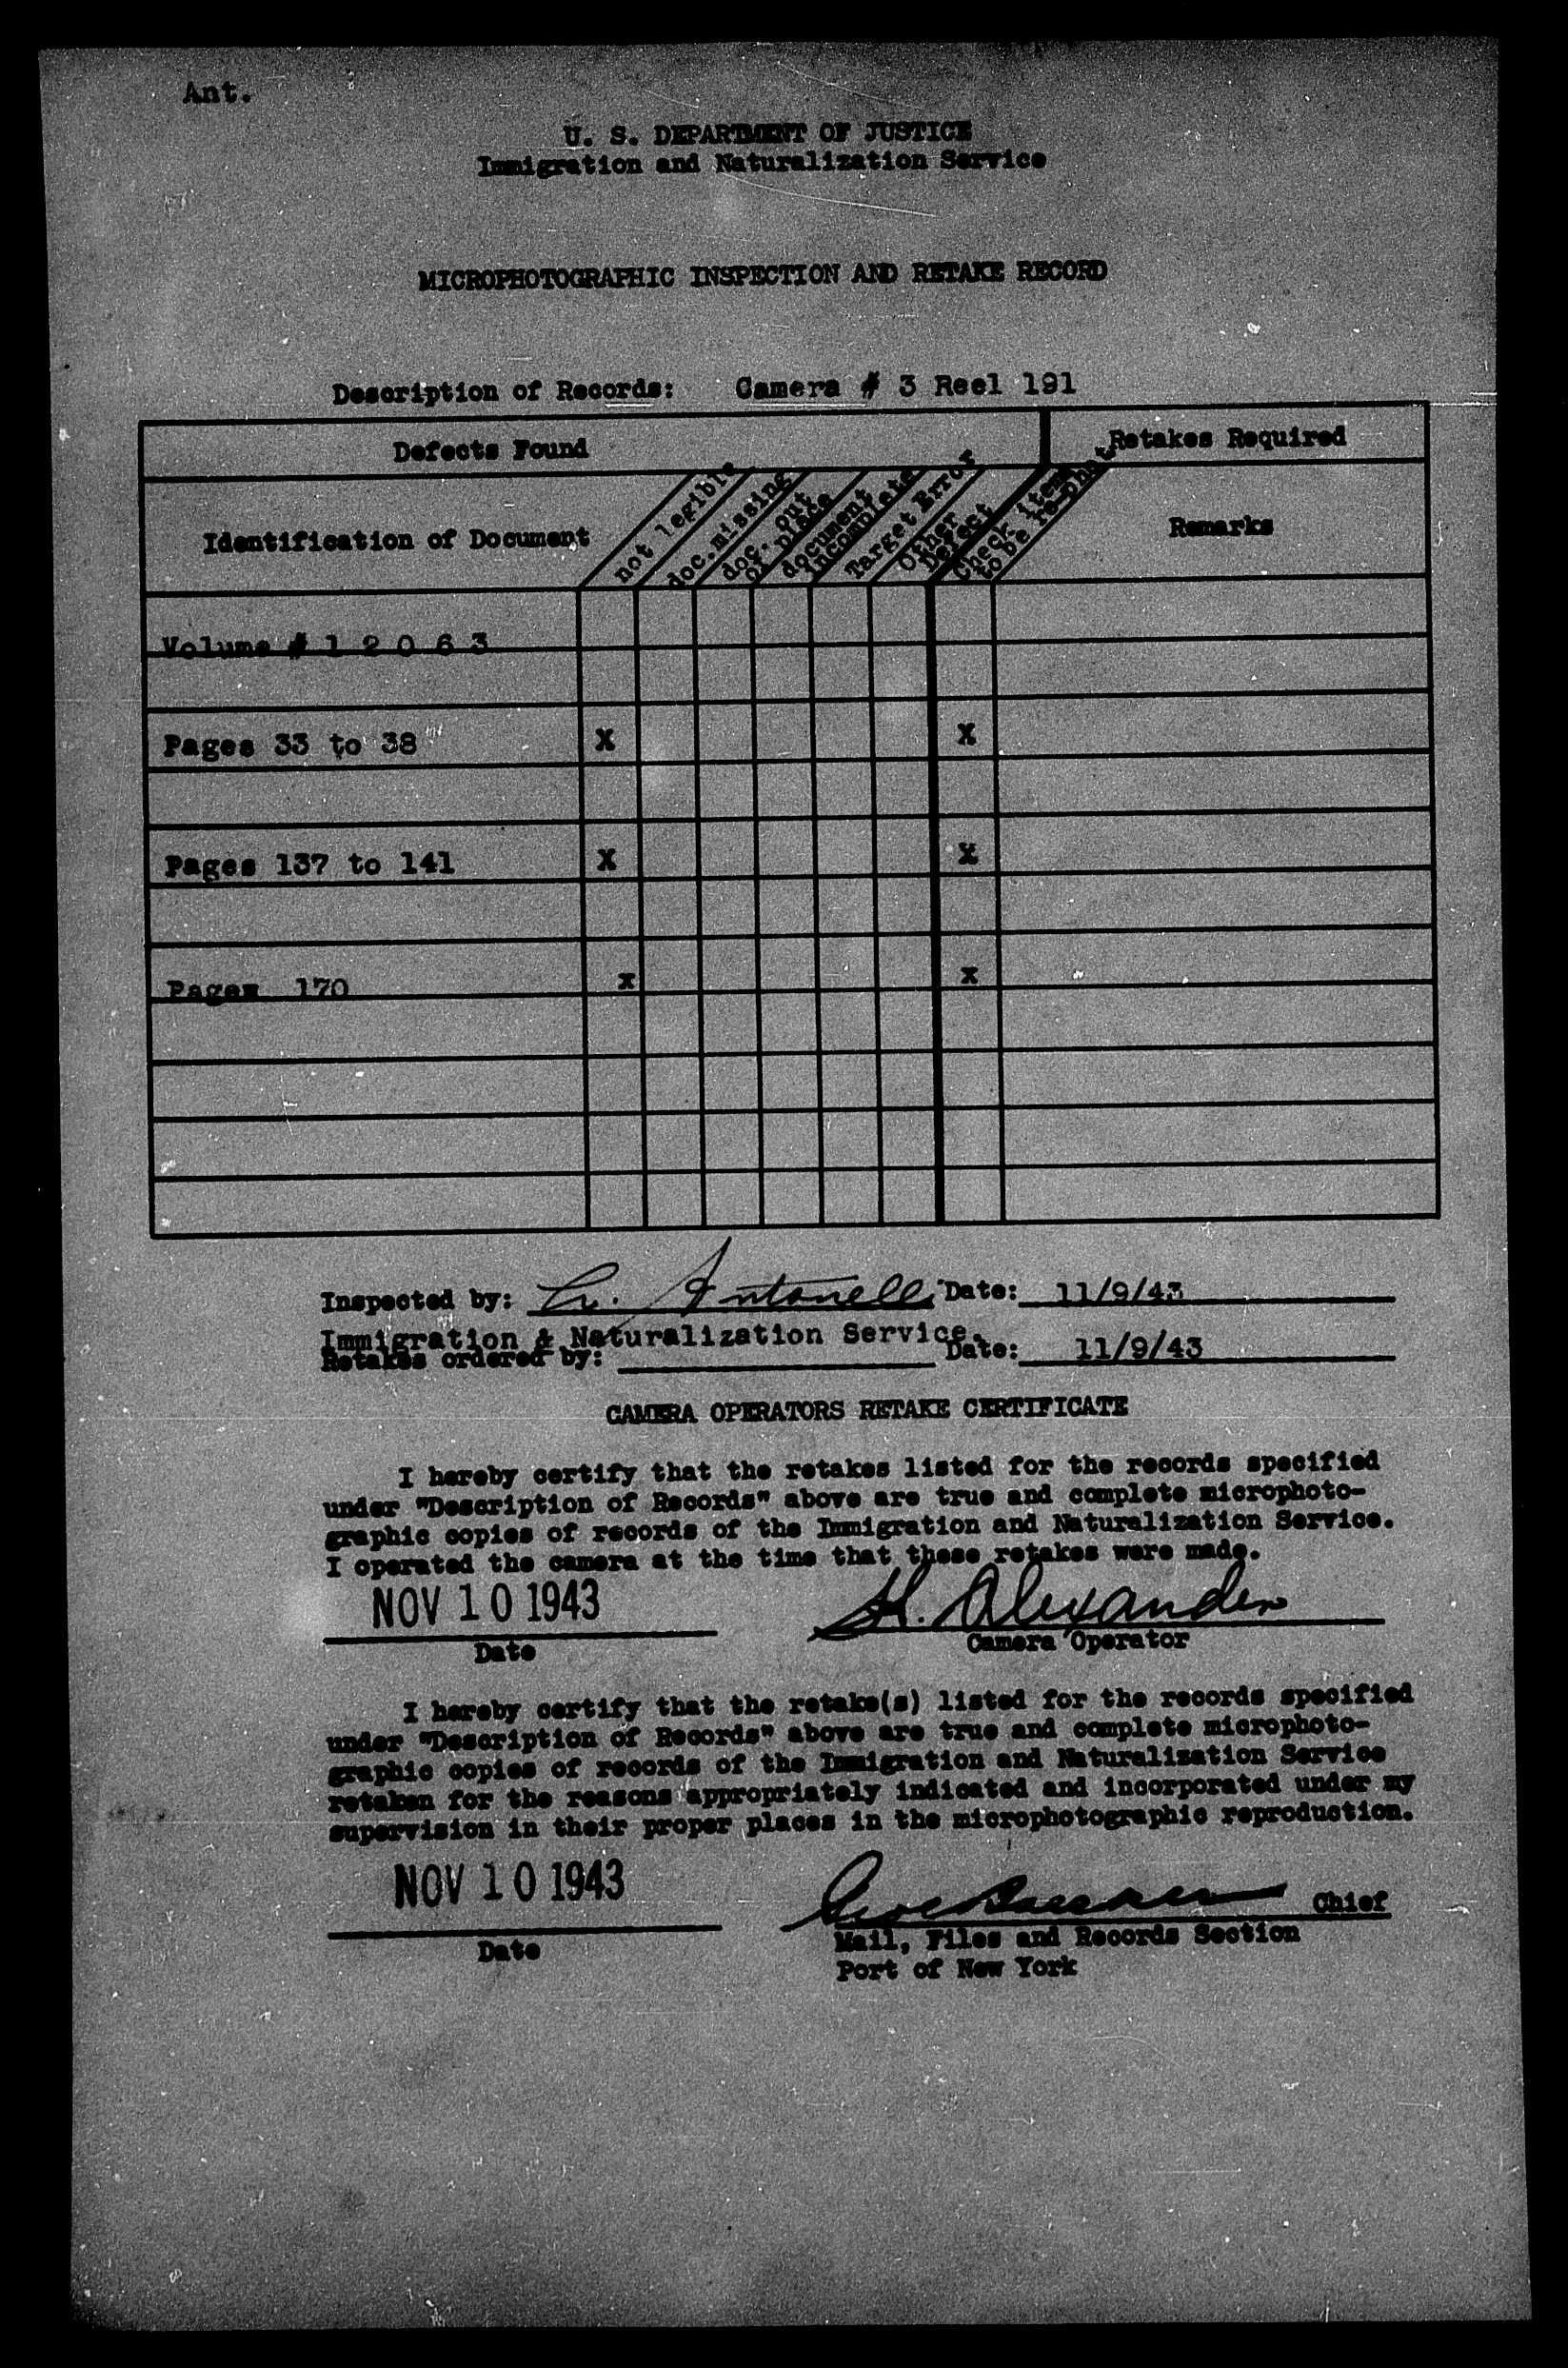 Ant.
U. S. DEPARTMENT OF JUSTICE
Immigration and Naturalization Service
MICROPHOTOGRAPHIC INSPECTION AND RETAKE RECORD
Description of Records: Camera # 3 Reel 191
Defects Found
Retakes Required
Identification of Document
not legible
doc. missing
doc. out
of place
document
incomplete
Target Error
Other
Defect
Check item
to be re-phot.
Remarks
Volume # 1 2 0 6 3
Pages 33 to 38 X X
Pages 137 to 141 X X
Pages 170 X X
Inspected by: Antonelli Date: 11/9/43
Immigration & Naturalization Service.
Retakes ordered by: Date: 11/9/43
CAMERA OPERATORS RETAKE CERTIFICATE
I hereby certify that the retakes listed for the records specified
under "Description of Records" above are true and complete microphoto-
graphic copies of records of the Immigration and Naturalization Service.
I operated the camera at the time that these retakes were made.
NOV 10 1943 H. Alexander
Date Camera Operator
I hereby certify that the retake(s) listed for the records specified
under "Description of Records" above are true and complete microphoto-
graphic copies of records of the Immigration and Naturalization Service
retaken for the reasons appropriately indicated and incorporated under my
supervision in their proper places in the microphotographic reproduction.
NOV 10 1943 Chief
Date
Mail, Files and Records Section
Port of New York